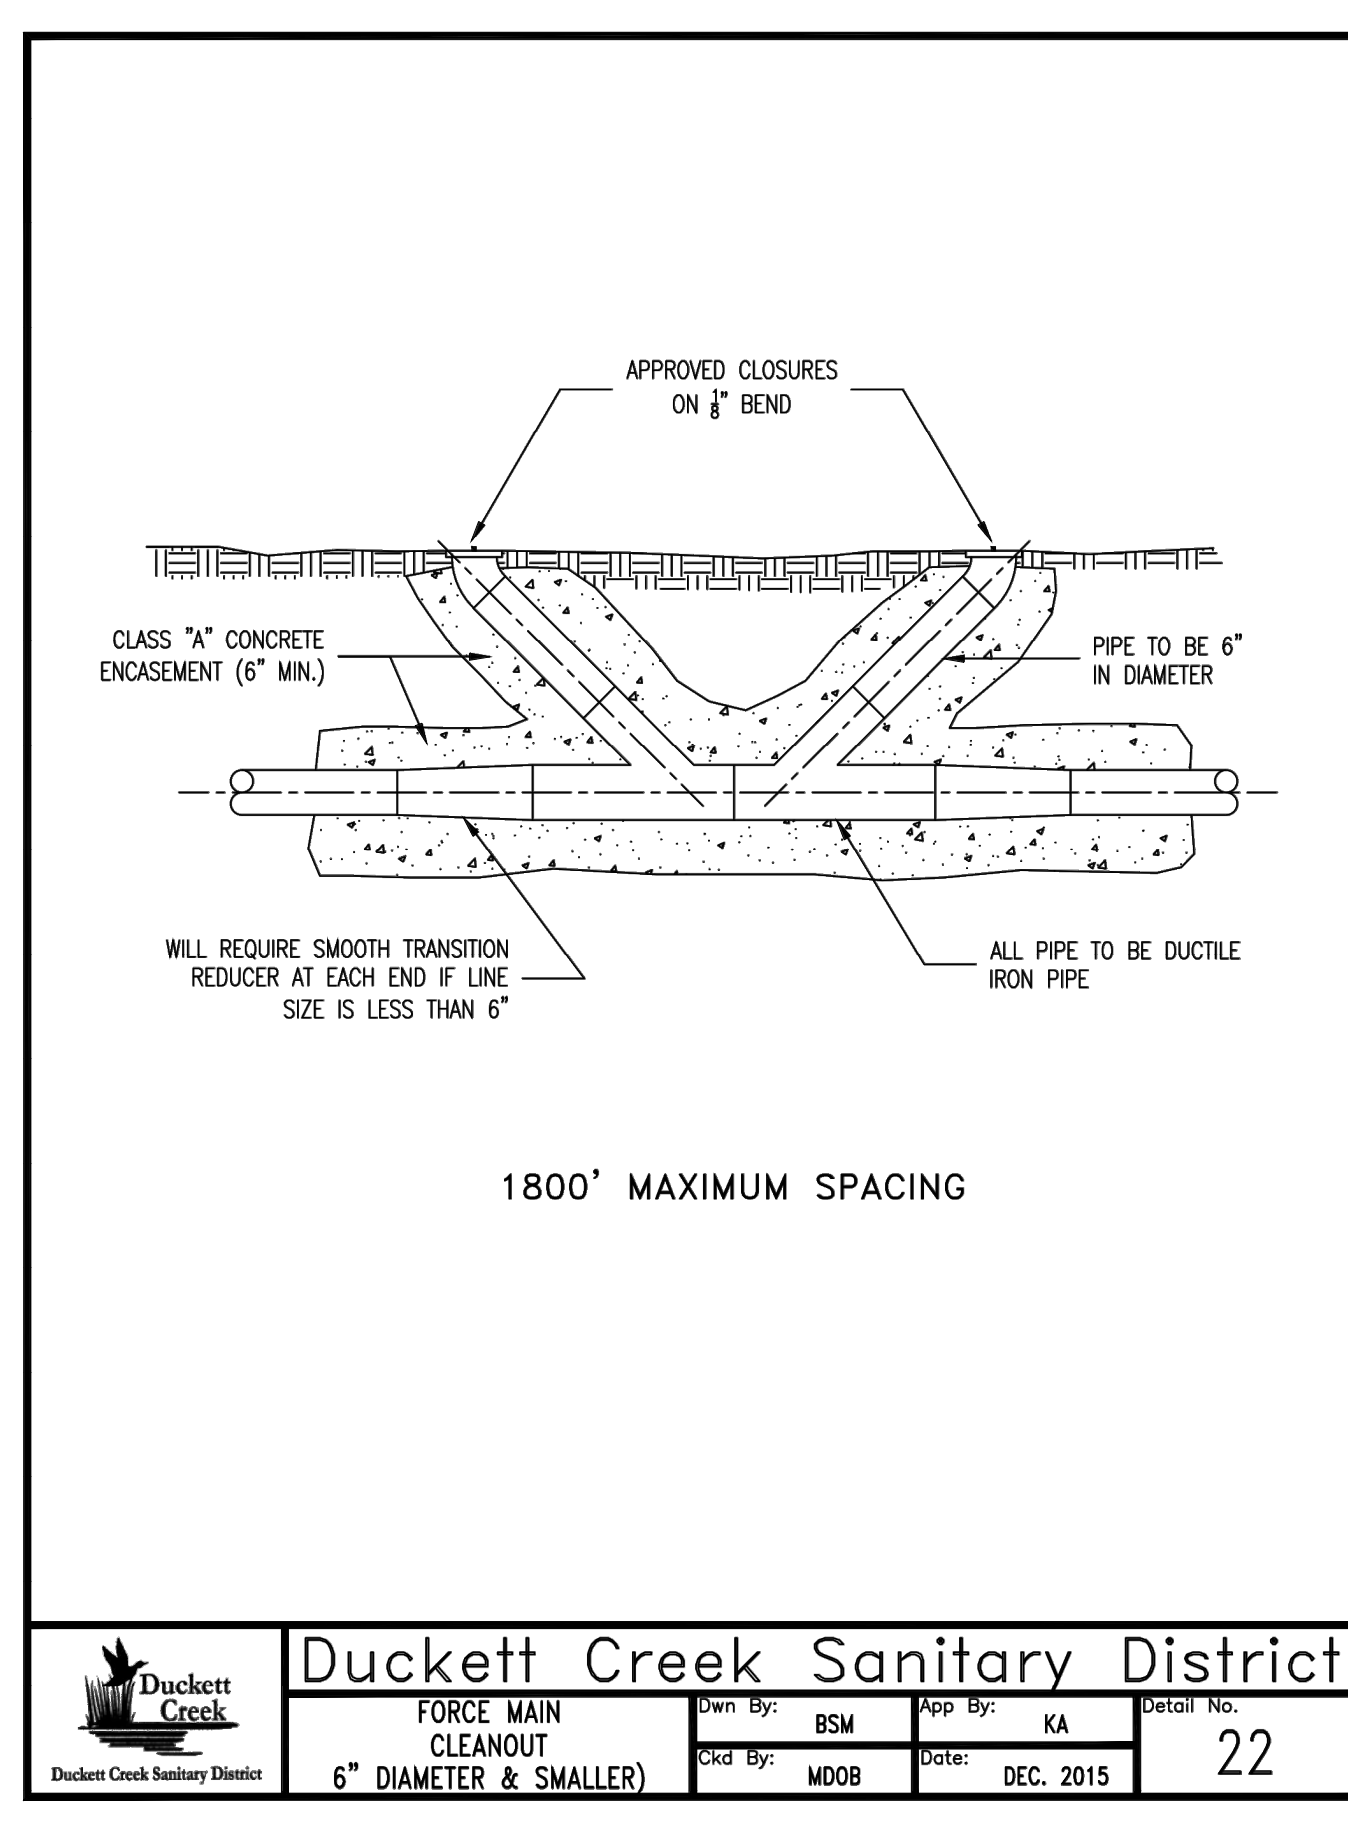 APPROVED CLOSURES
ON 1/8" BEND
CLASS "A" CONCRETE
ENCASEMENT (6" MIN.)
PIPE TO BE 6"
IN DIAMETER
WILL REQUIRE SMOOTH TRANSITION
REDUCER AT EACH END IF LINE
SIZE IS LESS THAN 6"
ALL PIPE TO BE DUCTILE
IRON PIPE
1800' MAXIMUM SPACING
Duckett
Creek
Duckett Creek Sanitary District
Duckett Creek Sanitary District
FORCE MAIN
CLEANOUT
6" DIAMETER & SMALLER)
Dwn By:
BSM
Ckd By:
MDOB
App By:
KA
Date:
DEC. 2015
Detail No.
22